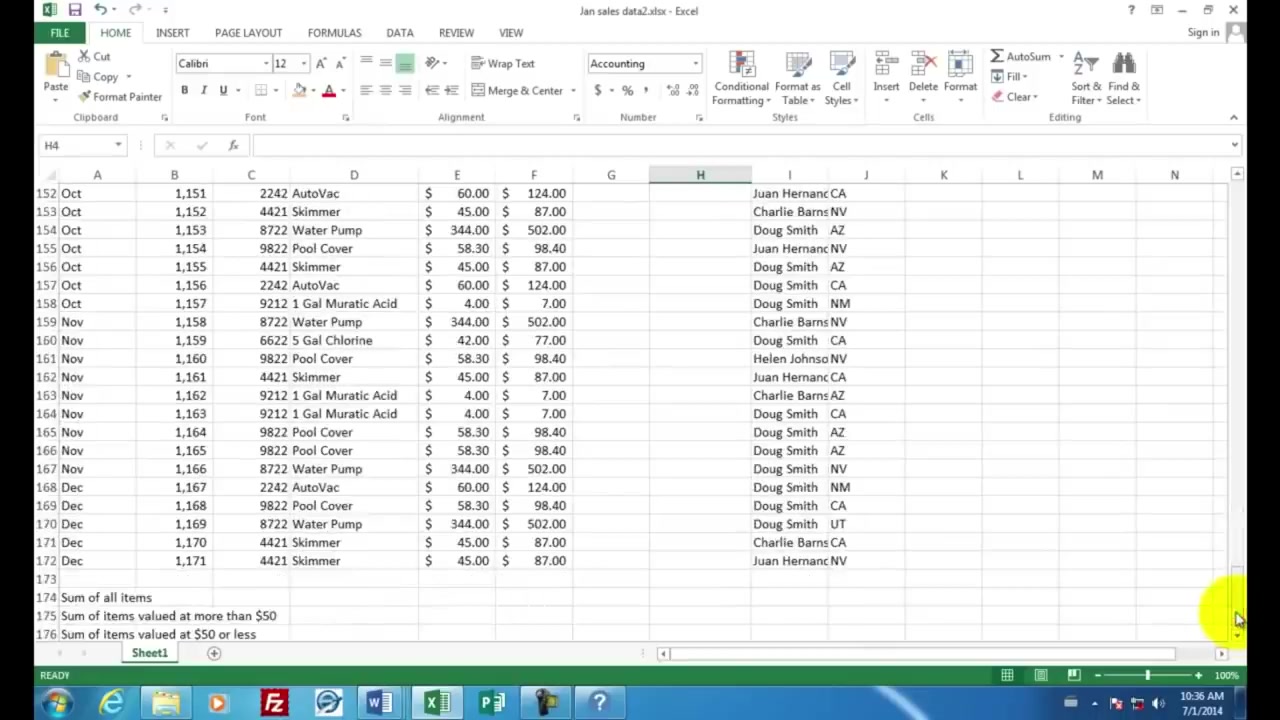 Jan sales data2.xlsx - Excel
? 
FILE HOME INSERT PAGE LAYOUT FORMULAS DATA REVIEW VIEW Sign in
Cut
Copy
Format Painter
Paste
Clipboard
Calibri 12 A A
B I U A
Font
Wrap Text
Merge & Center
Alignment
Accounting
$ % , .0 .00
Number
Conditional Formatting
Format as Table
Cell Styles
Styles
Insert Delete Format
Cells
AutoSum
Fill
Clear
Sort & Filter
Find & Select
Editing
H4 fx
A B C D E F G H I J K L M N
152 Oct 1,151 2242 AutoVac $ 60.00 $ 124.00 Juan Hernanc CA
153 Oct 1,152 4421 Skimmer $ 45.00 $ 87.00 Charlie Barns NV
154 Oct 1,153 8722 Water Pump $ 344.00 $ 502.00 Doug Smith AZ
155 Oct 1,154 9822 Pool Cover $ 58.30 $ 98.40 Juan Hernanc NV
156 Oct 1,155 4421 Skimmer $ 45.00 $ 87.00 Doug Smith AZ
157 Oct 1,156 2242 AutoVac $ 60.00 $ 124.00 Doug Smith CA
158 Oct 1,157 9212 1 Gal Muratic Acid $ 4.00 $ 7.00 Doug Smith NM
159 Nov 1,158 8722 Water Pump $ 344.00 $ 502.00 Charlie Barns NV
160 Nov 1,159 6622 5 Gal Chlorine $ 42.00 $ 77.00 Doug Smith CA
161 Nov 1,160 9822 Pool Cover $ 58.30 $ 98.40 Helen Johnso NV
162 Nov 1,161 4421 Skimmer $ 45.00 $ 87.00 Juan Hernanc CA
163 Nov 1,162 9212 1 Gal Muratic Acid $ 4.00 $ 7.00 Charlie Barns AZ
164 Nov 1,163 9212 1 Gal Muratic Acid $ 4.00 $ 7.00 Doug Smith CA
165 Nov 1,164 9822 Pool Cover $ 58.30 $ 98.40 Doug Smith AZ
166 Nov 1,165 9822 Pool Cover $ 58.30 $ 98.40 Doug Smith AZ
167 Nov 1,166 8722 Water Pump $ 344.00 $ 502.00 Doug Smith NV
168 Dec 1,167 2242 AutoVac $ 60.00 $ 124.00 Doug Smith NM
169 Dec 1,168 9822 Pool Cover $ 58.30 $ 98.40 Doug Smith CA
170 Dec 1,169 8722 Water Pump $ 344.00 $ 502.00 Doug Smith UT
171 Dec 1,170 4421 Skimmer $ 45.00 $ 87.00 Charlie Barns CA
172 Dec 1,171 4421 Skimmer $ 45.00 $ 87.00 Juan Hernanc NV
173
174 Sum of all items
175 Sum of items valued at more than $50
176 Sum of items valued at $50 or less
Sheet1
READY 100%
10:36 AM
7/1/2014